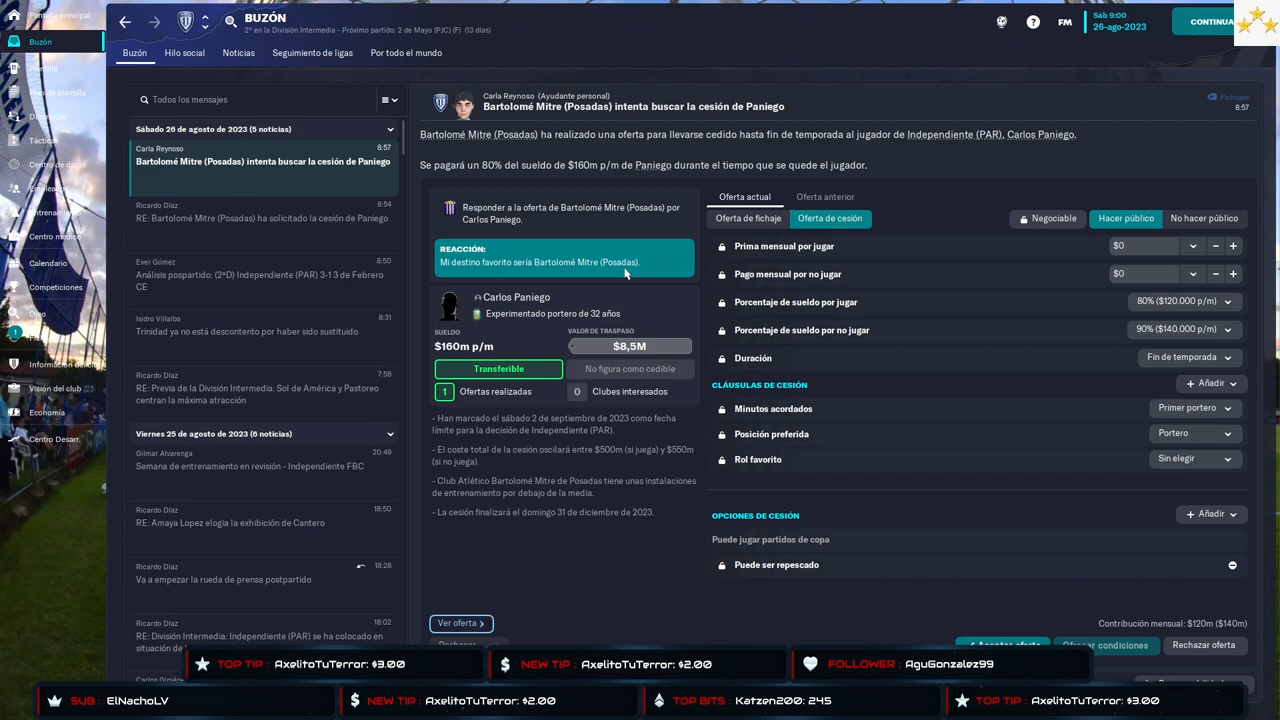 Pantalla principal
BUZÓN
2º en la División Intermedia - Próximo partido: 2 de Mayo (PJC) (F) (13 días)
FM
Sáb 9:00
26-ago-2023
Buzón
Plantilla
Tácticas
Centro médico
Calendario
Competiciones
1
Visión del club
Economía
Centro Desarr.
Buzón
Hilo social
Noticias
Seguimiento de ligas
Por todo el mundo
Todos los mensajes
Sábado 26 de agosto de 2023 (5 noticias)
Carla Reynoso
8:57
Bartolomé Mitre (Posadas) intenta buscar la cesión de Paniego
Ricardo Díaz
8:54
RE: Bartolomé Mitre (Posadas) ha solicitado la cesión de Paniego
Ever Gómez
8:50
Análisis pospartido: (2ªD) Independiente (PAR) 3-1 3 de Febrero
CE
Isidro Villalba
8:31
Trinidad ya no está descontento por haber sido sustituido
Ricardo Díaz
7:58
RE: Previa de la División Intermedia: Sol de América y Pastoreo
centran la máxima atracción
Viernes 25 de agosto de 2023 (6 noticias)
Gilmar Alvarenga
20:49
Semana de entrenamiento en revisión - Independiente FBC
Ricardo Díaz
18:50
RE: Amaya Lopez elogia la exhibición de Cantero
Ricardo Díaz
18:28
Va a empezar la rueda de prensa postpartido
Ricardo Díaz
18:02
RE: División Intermedia: Independiente (PAR) se ha colocado en
Carla Reynoso (Ayudante personal)
Bartolomé Mitre (Posadas) intenta buscar la cesión de Paniego
Fichajes
8:57
Bartolomé Mitre (Posadas) ha realizado una oferta para llevarse cedido hasta fin de temporada al jugador de Independiente (PAR), Carlos Paniego.
Se pagará un 80% del sueldo de $160m p/m de Paniego durante el tiempo que se quede el jugador.
Responder a la oferta de Bartolomé Mitre (Posadas) por
Carlos Paniego.
REACCIÓN:
Mi destino favorito sería Bartolomé Mitre (Posadas).
Carlos Paniego
Experimentado portero de 32 años
SUELDO
VALOR DE TRASPASO
$160m p/m
$8,5M
Transferible
No figura como cedible
1 Ofertas realizadas
0 Clubes interesados
- Han marcado el sábado 2 de septiembre de 2023 como fecha
límite para la decisión de Independiente (PAR).
- El coste total de la cesión oscilará entre $500m (si juega) y $550m
(si no juega).
- Club Atlético Bartolomé Mitre de Posadas tiene unas instalaciones
de entrenamiento por debajo de la media.
- La cesión finalizará el domingo 31 de diciembre de 2023.
Ver oferta
Oferta actual
Oferta anterior
Oferta de fichaje
Oferta de cesión
Negociable
Hacer público
No hacer público
Prima mensual por jugar
$0
Pago mensual por no jugar
$0
Porcentaje de sueldo por jugar
80% ($120.000 p/m)
Porcentaje de sueldo por no jugar
90% ($140.000 p/m)
Duración
Fin de temporada
CLÁUSULAS DE CESIÓN
Añadir
Minutos acordados
Primer portero
Posición preferida
Portero
Rol favorito
Sin elegir
OPCIONES DE CESIÓN
Añadir
Puede jugar partidos de copa
Puede ser repescado
Contribución mensual: $120m ($140m)
Aceptar oferta
Ofrecer condiciones
Rechazar oferta
TOP TIP : AxelitoTuTerror: $3.00
NEW TIP : AxelitoTuTerror: $2.00
FOLLOWER : AguGonzalez99
SUB : ElNachoLV
NEW TIP : AxelitoTuTerror: $2.00
TOP BITS : Katzen200: 245
TOP TIP : AxelitoTuTerror: $3.00